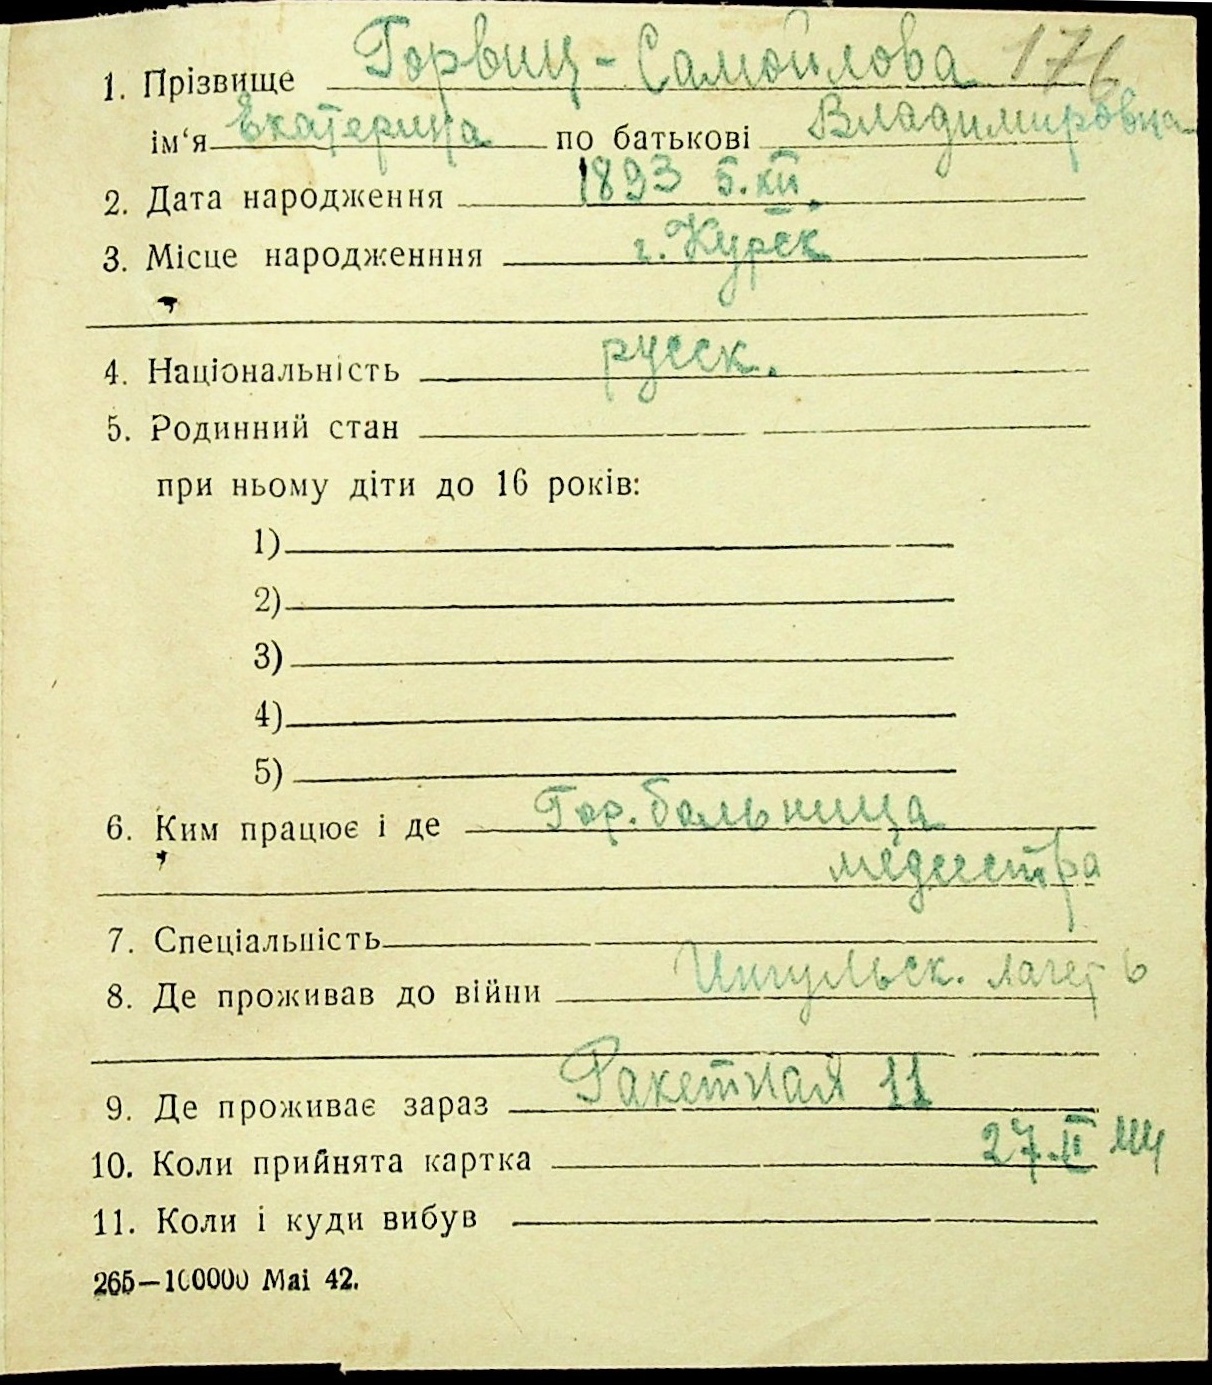 1. Прізвище Горвиц-Самойлова 176
ім‘я Екатерина по батькові Владимировна
2. Дата народження 1893 5.XII.
3. Місце народженння г. Курск
4. Національність русск.
5. Родинний стан
при ньому діти до 16 років:
1)
2)
3)
4)
5)
6. Ким працює і де Гор. больница
медсестра
7. Спеціальність
8. Де проживав до війни Ингульск. лагерь
9. Де проживає зараз Ракетная 11
10. Коли прийнята картка 27.II
11. Коли і куди вибув
265—100000 Mai 42.